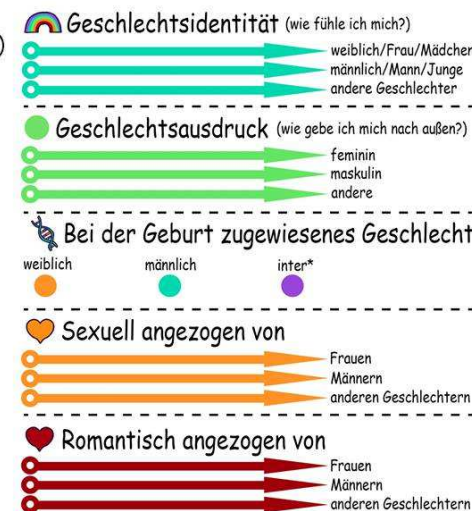 Geschlechtsidentität (wie fühle ich mich?)
weiblich/Frau/Mädchen
männlich/Mann/Junge
andere Geschlechter
Geschlechtsausdruck (wie gebe ich mich nach außen?)
feminin
maskulin
andere
Bei der Geburt zugewiesenes Geschlecht
weiblich männlich inter*
Sexuell angezogen von
Frauen
Männern
anderen Geschlechtern
Romantisch angezogen von
Frauen
Männern
anderen Geschlechtern